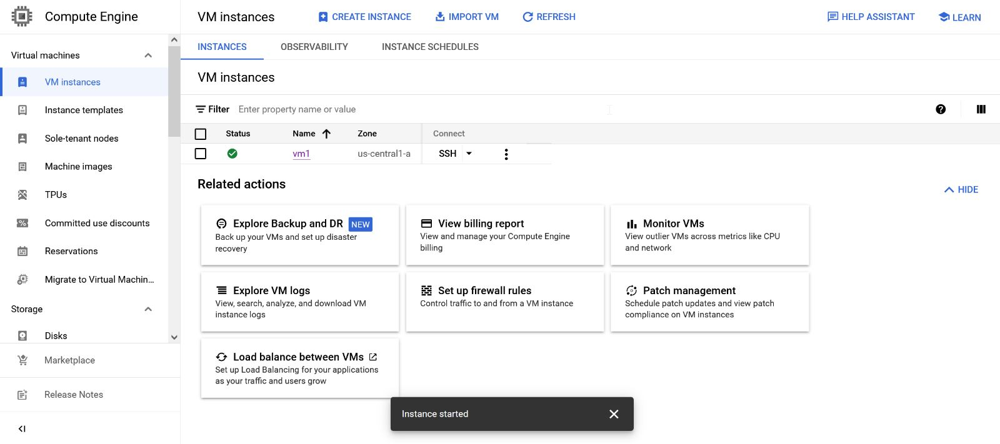 Compute Engine
VM instances
CREATE INSTANCE
IMPORT VM
REFRESH
HELP ASSISTANT
LEARN
Virtual machines
VM instances
Instance templates
Sole-tenant nodes
Machine images
TPUs
Committed use discounts
Reservations
Migrate to Virtual Machin...
Storage
Disks
Marketplace
Release Notes
INSTANCES
OBSERVABILITY
INSTANCE SCHEDULES
VM instances
Filter Enter property name or value
Status Name Zone Connect
vm1 us-central1-a SSH
Related actions
HIDE
Explore Backup and DR NEW
Back up your VMs and set up disaster
recovery
View billing report
View and manage your Compute Engine
billing
Monitor VMs
View outlier VMs across metrics like CPU
and network
Explore VM logs
View, search, analyze, and download VM
instance logs
Set up firewall rules
Control traffic to and from a VM instance
Patch management
Schedule patch updates and view patch
compliance on VM instances
Load balance between VMs
Set up Load Balancing for your applications
as your traffic and users grow
Instance started